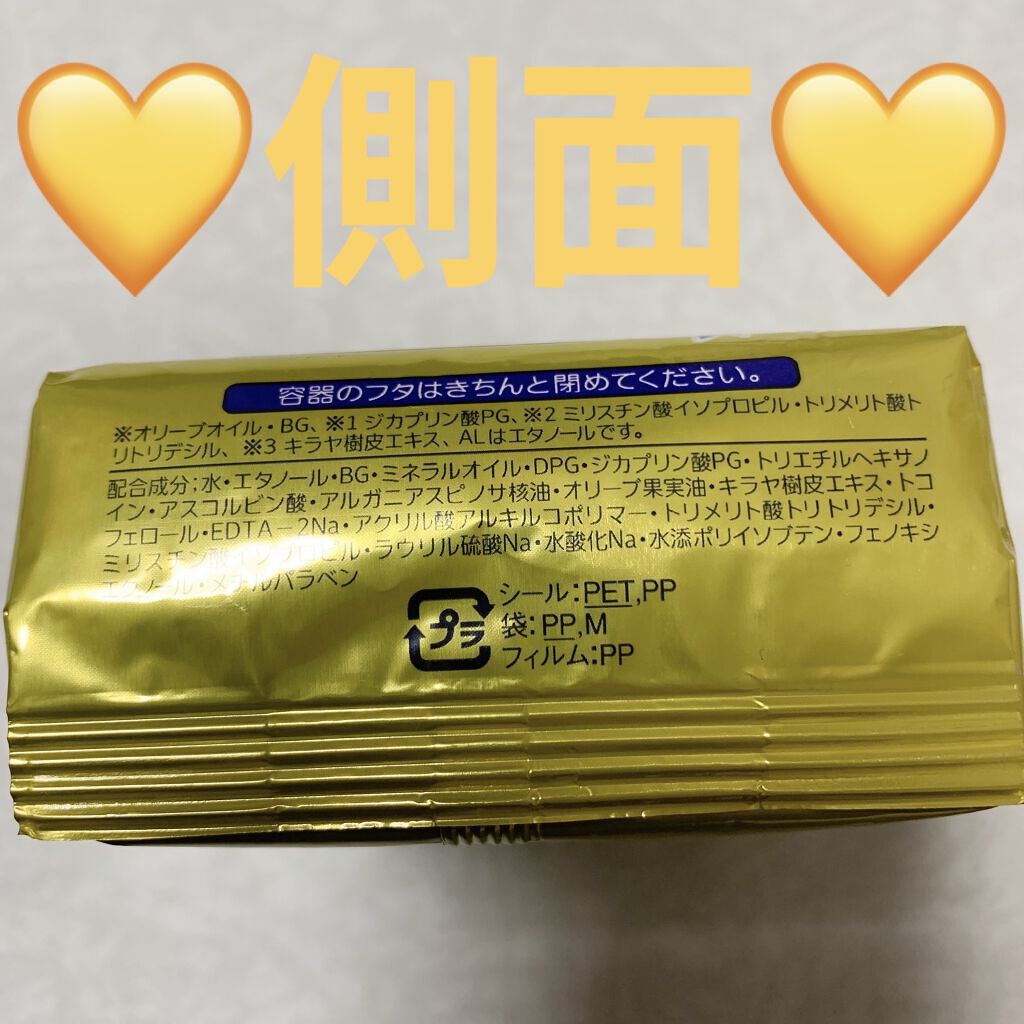 💛側面💛
容器のフタはきちんと閉めてください。
※オリーブオイル・BG、※1 ジカプリン酸PG、※2 ミリスチン酸イソプロピル・トリメリト酸ト
リトリデシル、※3 キラヤ樹皮エキス、ALはエタノールです。
配合成分：水・エタノール・BG・ミネラルオイル・DPG・ジカプリン酸PG・トリエチルヘキサノ
イン・アスコルビン酸・アルガニアスピノサ核油・オリーブ果実油・キラヤ樹皮エキス・トコ
フェロール・EDTA－2Na・アクリル酸アルキルコポリマー・トリメリト酸トリトリデシル・
ミリスチン酸イソプロピル・ラウリル硫酸Na・水酸化Na・水添ポリイソブテン・フェノキシ
エタノール・メチルパラベン
プラ
シール：PET,PP
袋：PP,M
フィルム：PP